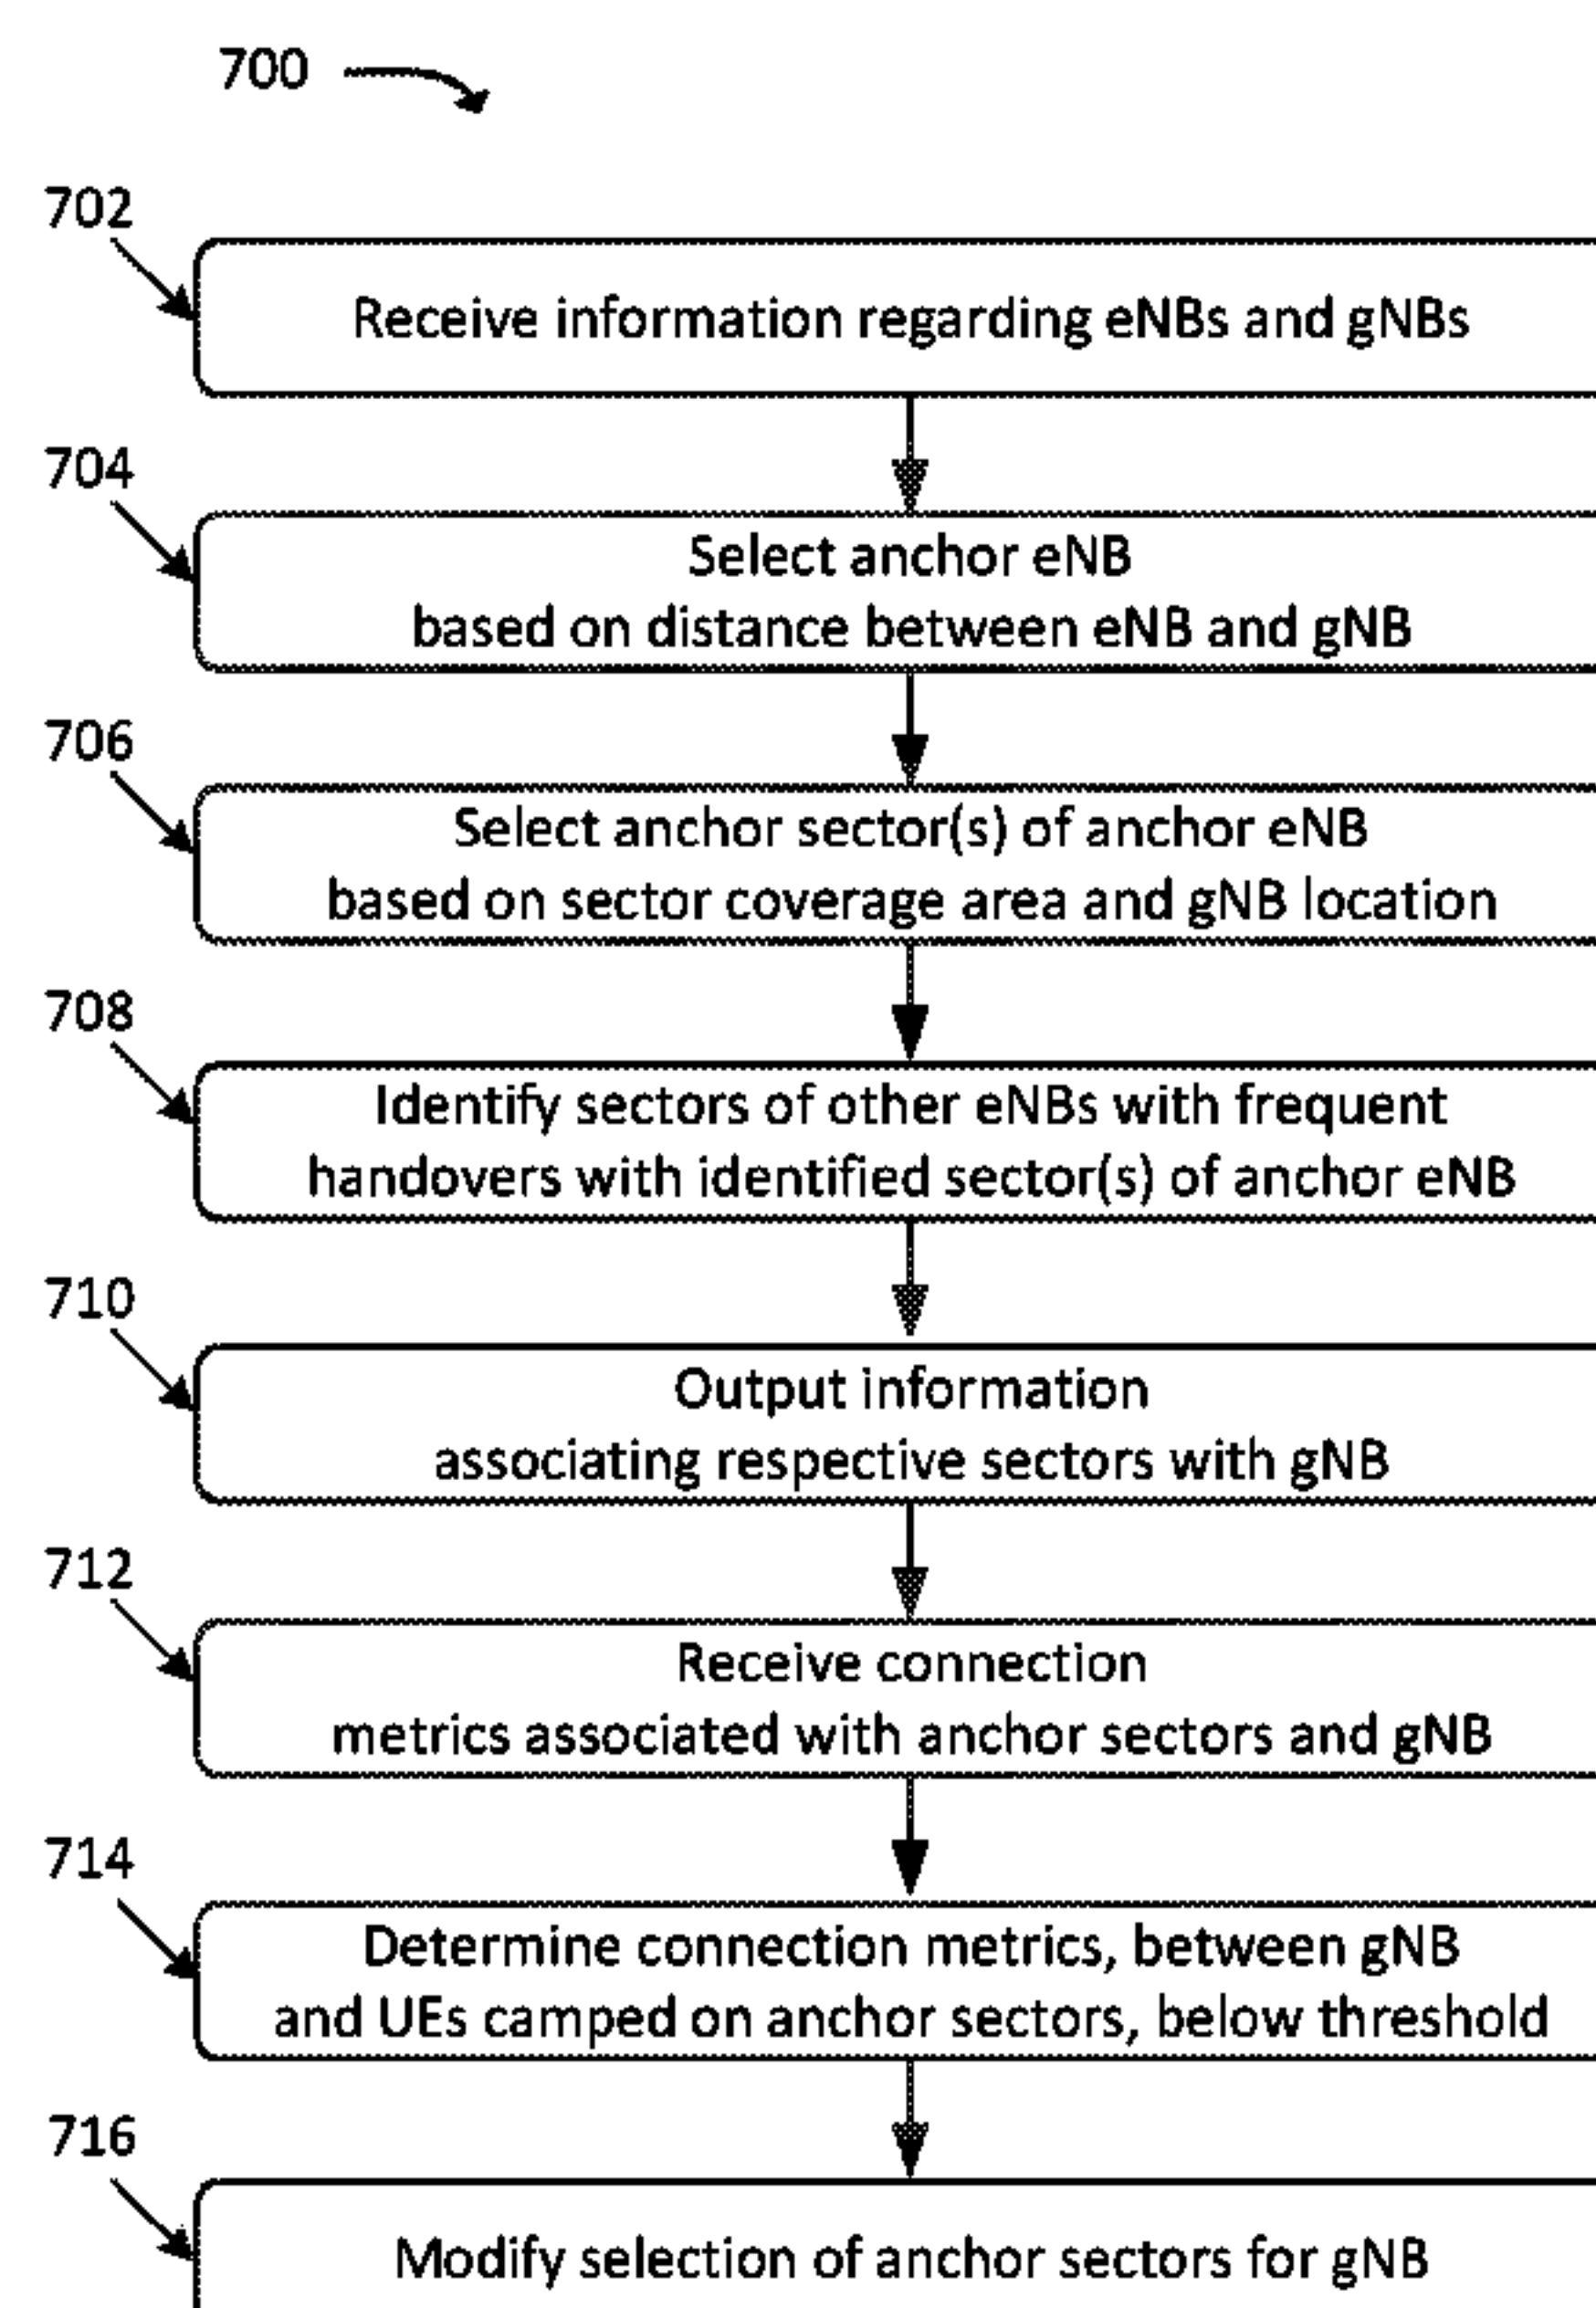 700
702
Receive information regarding eNBs and gNBs
704
Select anchor eNB
based on distance between eNB and gNB
706
Select anchor sector(s) of anchor eNB
based on sector coverage area and gNB location
708
Identify sectors of other eNBs with frequent
handovers with identified sector(s) of anchor eNB
710
Output information
associating respective sectors with gNB
712
Receive connection
metrics associated with anchor sectors and gNB
714
Determine connection metrics, between gNB
and UEs camped on anchor sectors, below threshold
716
Modify selection of anchor sectors for gNB